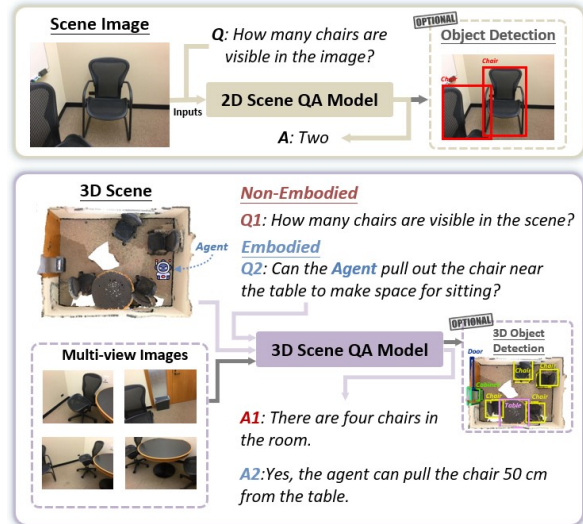 Scene Image
Q: How many chairs are
visible in the image?
OPTIONAL
Object Detection
Chair
Chair
Inputs
2D Scene QA Model
A: Two
3D Scene
Non-Embodied
Q1: How many chairs are visible in the scene?
Embodied
Agent
Q2: Can the Agent pull out the chair near
the table to make space for sitting?
OPTIONAL
3D Object
Detection
Multi-view Images
3D Scene QA Model
Door
Chair
Chair
Cabinet
Chair
Table
Chair
A1: There are four chairs in
the room.
A2:Yes, the agent can pull the chair 50 cm
from the table.